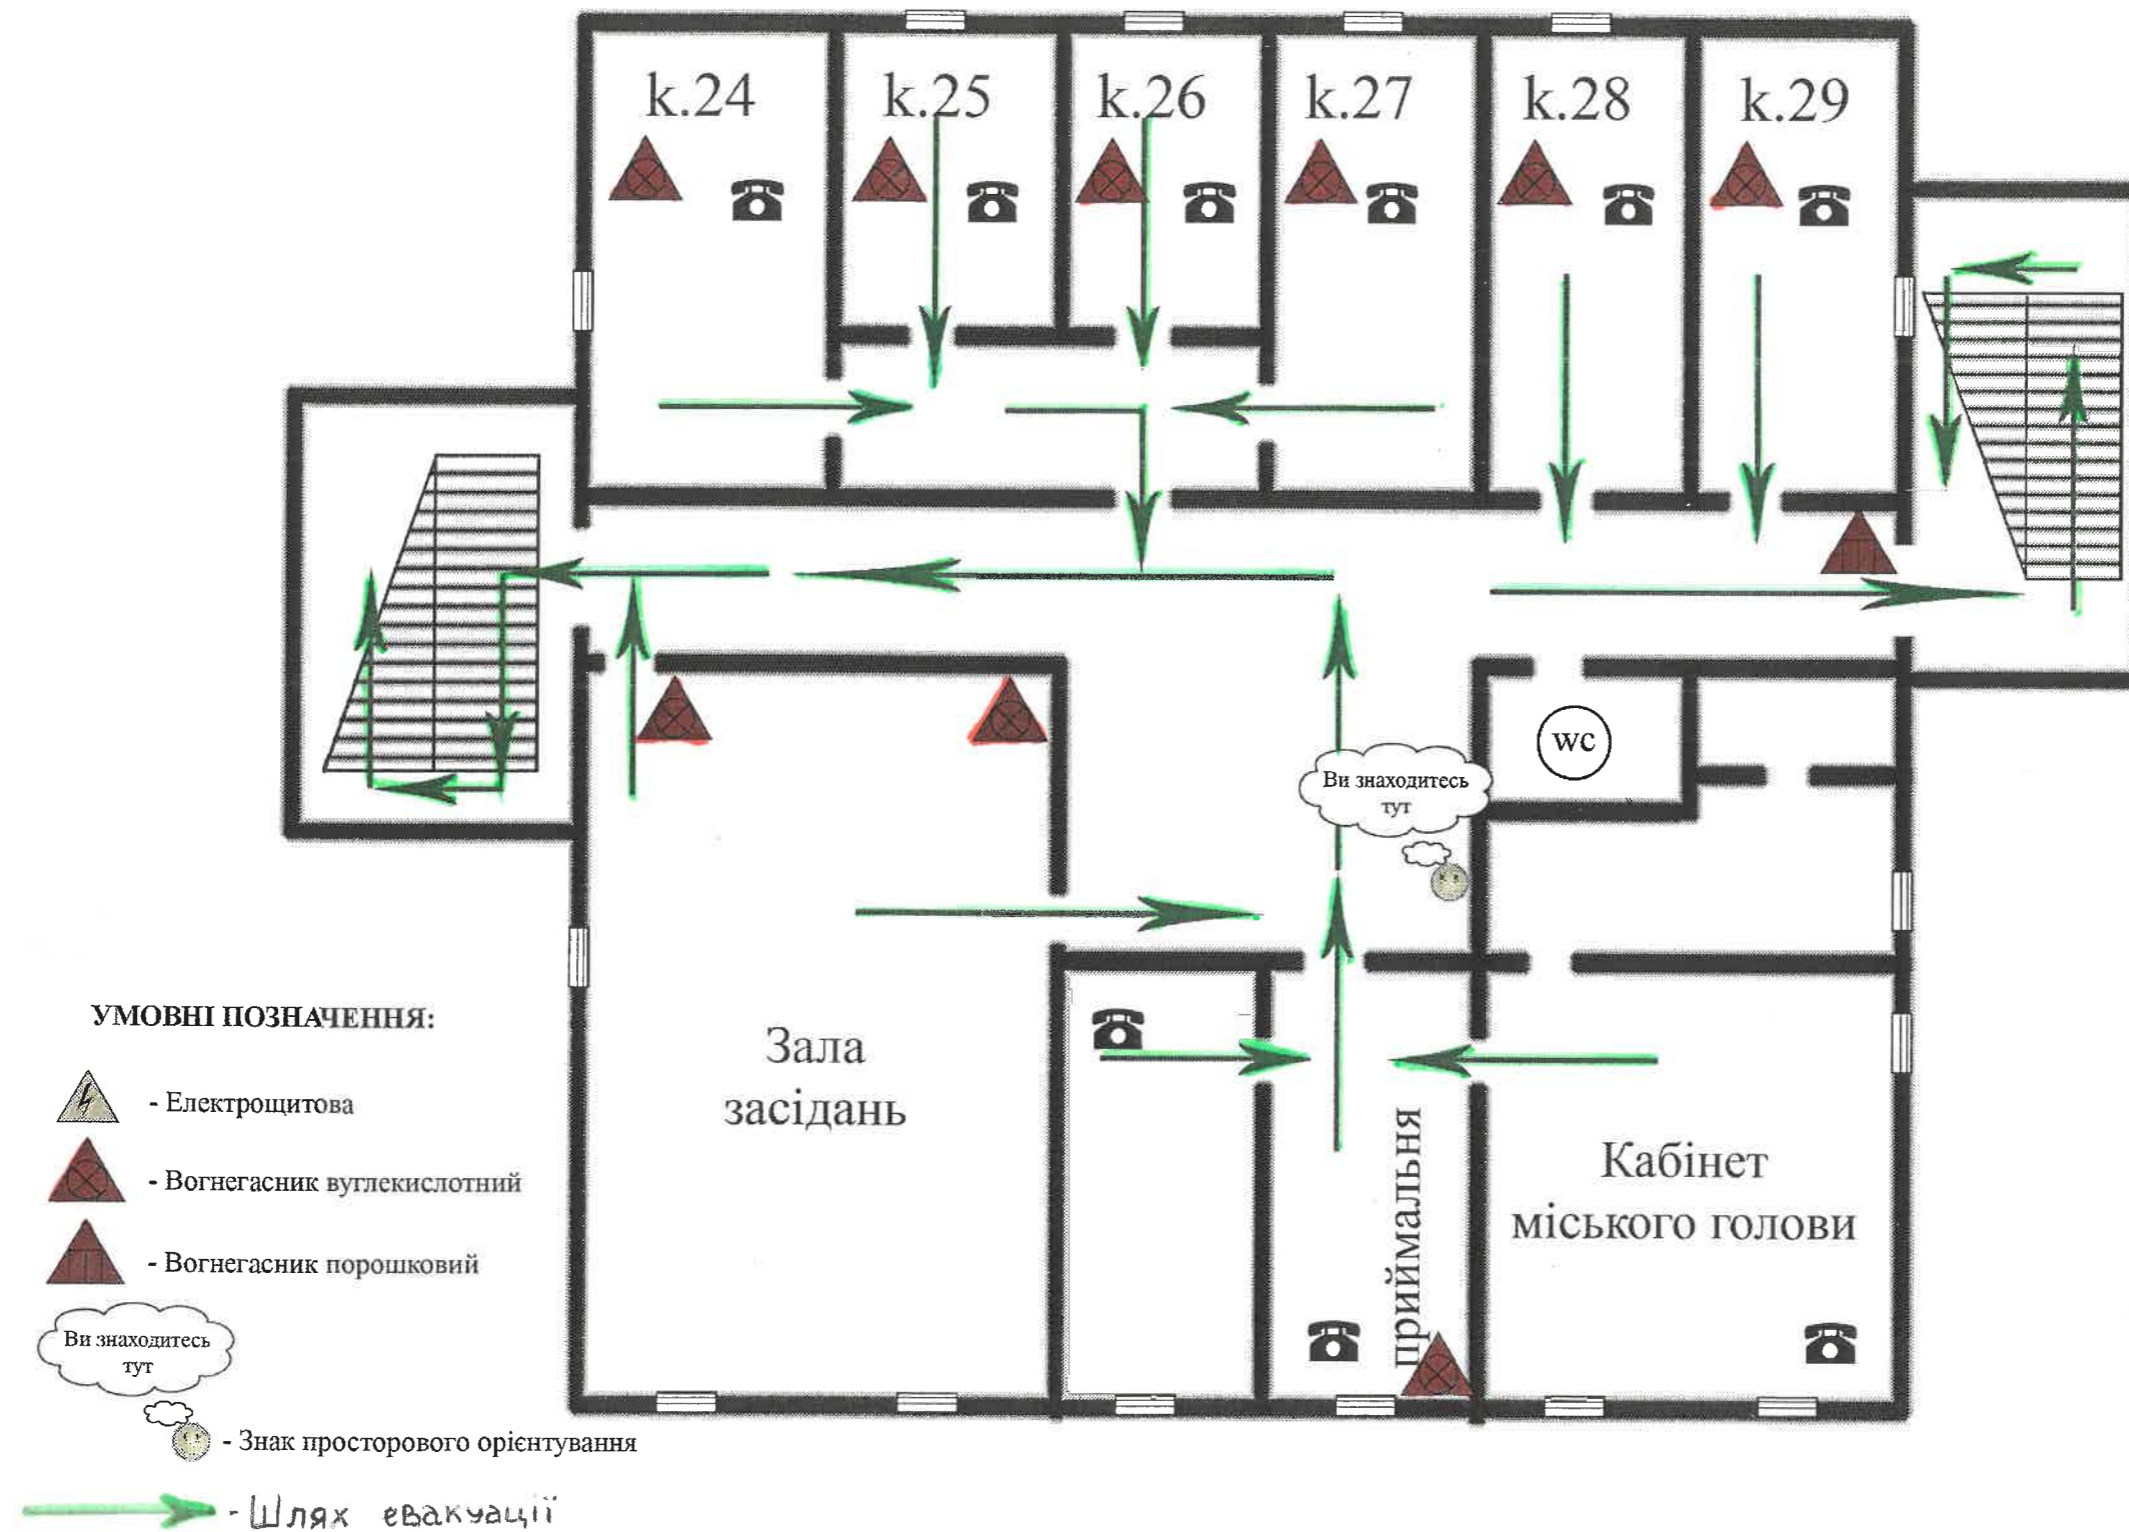 k.24
k.25
k.26
k.27
k.28
k.29
wc
Ви знаходитесь
тут
Зала
засідань
приймальня
Кабінет
міського голови
УМОВНІ ПОЗНАЧЕННЯ:
- Електрощитова
- Вогнегасник вуглекислотний
- Вогнегасник порошковий
Ви знаходитесь
тут
- Знак просторового орієнтування
- Шлях евакуації